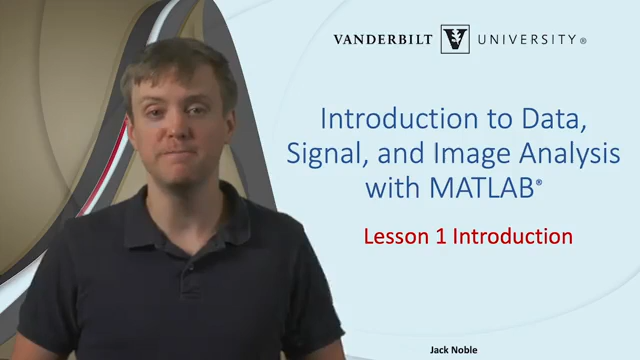 VANDERBILT V UNIVERSITY®
Introduction to Data,
Signal, and Image Analysis
with MATLAB®
Lesson 1 Introduction
Jack Noble